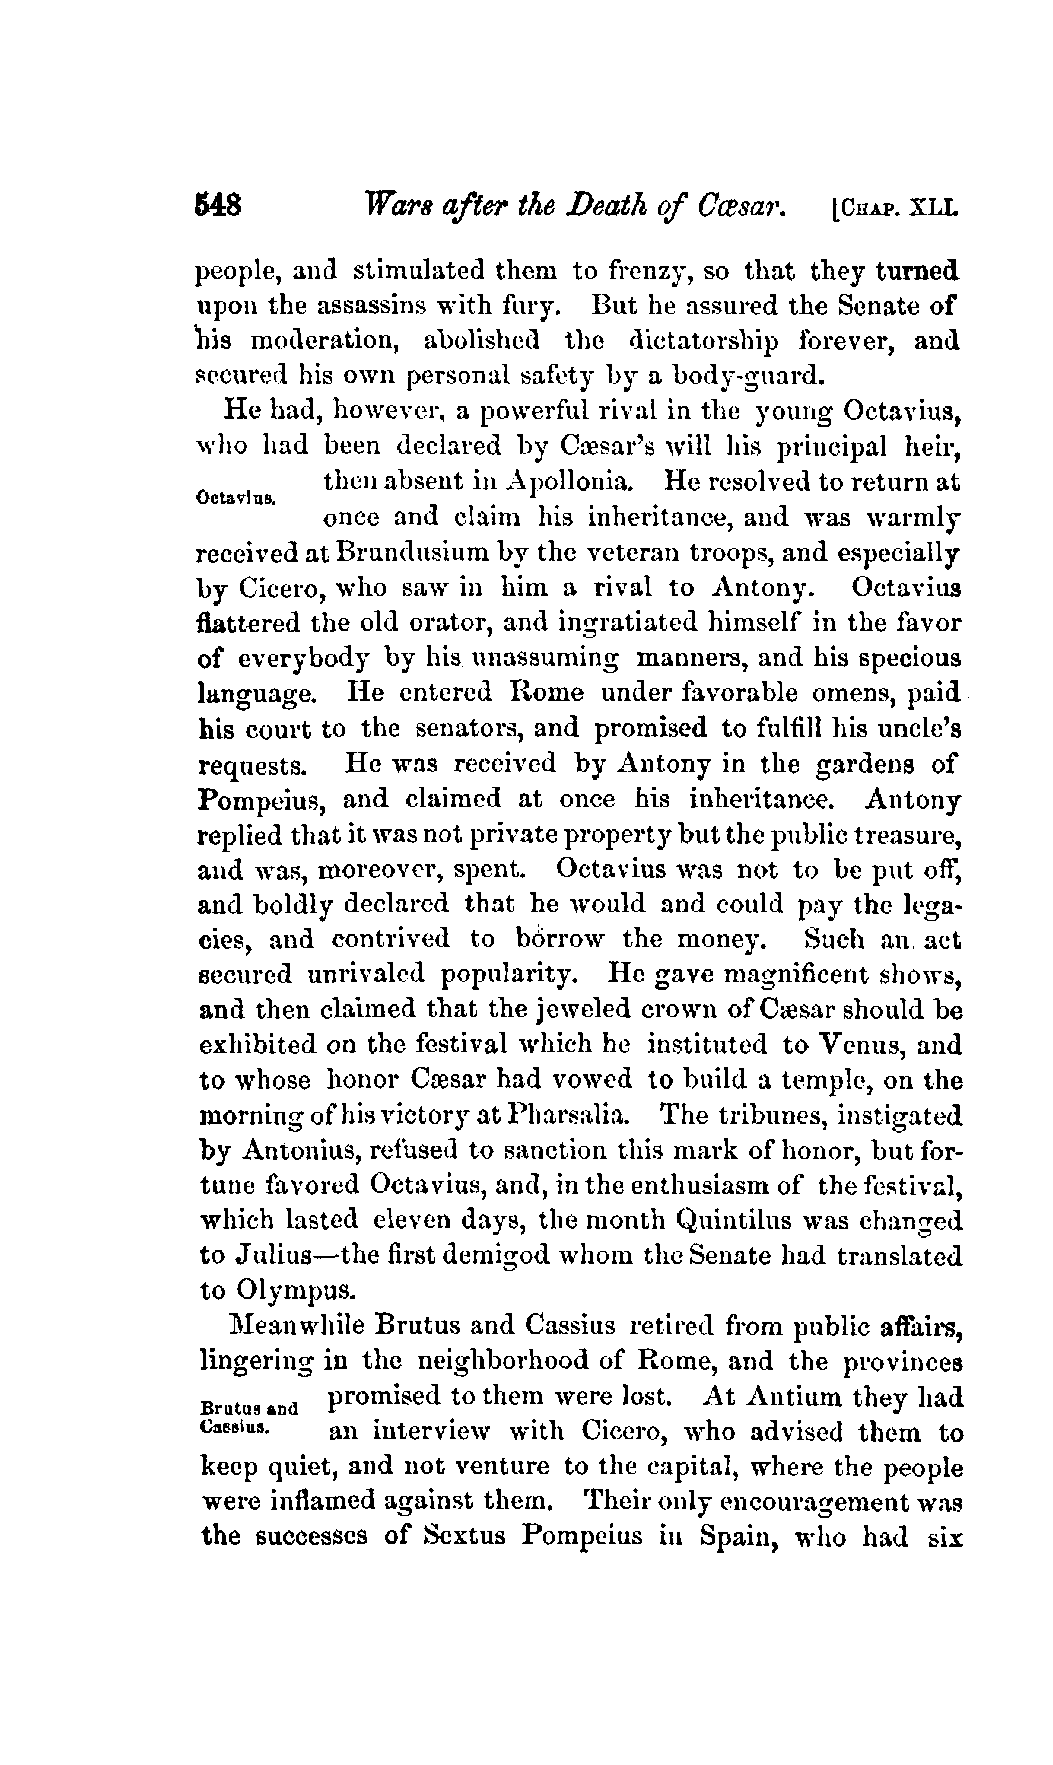 548 Wars after the Death of Cæsar. [CHAP. XLI.
people, and stimulated them to frenzy, so that they turned
upon the assassins with fury. But he assured the Senate of
his moderation, abolished the dictatorship forever, and
secured his own personal safety by a body-guard.
He had, however, a powerful rival in the young Octavius,
who had been declared by Cæsar's will his principal heir,
Octavius.
then absent in Apollonia. He resolved to return at
once and claim his inheritance, and was warmly
received at Brundusium by the veteran troops, and especially
by Cicero, who saw in him a rival to Antony. Octavius
flattered the old orator, and ingratiated himself in the favor
of everybody by his unassuming manners, and his specious
language. He entered Rome under favorable omens, paid
his court to the senators, and promised to fulfill his uncle's
requests. He was received by Antony in the gardens of
Pompeius, and claimed at once his inheritance. Antony
replied that it was not private property but the public treasure,
and was, moreover, spent. Octavius was not to be put off,
and boldly declared that he would and could pay the lega-
cies, and contrived to borrow the money. Such an act
secured unrivaled popularity. He gave magnificent shows,
and then claimed that the jeweled crown of Cæsar should be
exhibited on the festival which he instituted to Venus, and
to whose honor Cæsar had vowed to build a temple, on the
morning of his victory at Pharsalia. The tribunes, instigated
by Antonius, refused to sanction this mark of honor, but for-
tune favored Octavius, and, in the enthusiasm of the festival,
which lasted eleven days, the month Quintilus was changed
to Julius—the first demigod whom the Senate had translated
to Olympus.
Meanwhile Brutus and Cassius retired from public affairs,
lingering in the neighborhood of Rome, and the provinces
Brutus and
Cassius.
promised to them were lost. At Antium they had
an interview with Cicero, who advised them to
keep quiet, and not venture to the capital, where the people
were inflamed against them. Their only encouragement was
the successes of Sextus Pompeius in Spain, who had six